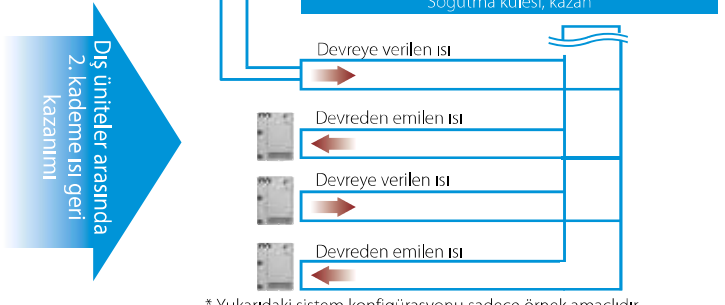 Soğutma kulesi, kazan
Dış üniteler arasında
2. kademe ısı geri
kazanımı
Devreye verilen ısı
Devreden emilen ısı
Devreye verilen ısı
Devreden emilen ısı
* Yukarıdaki sistem konfigürasyonu sadece örnek amaçlıdır